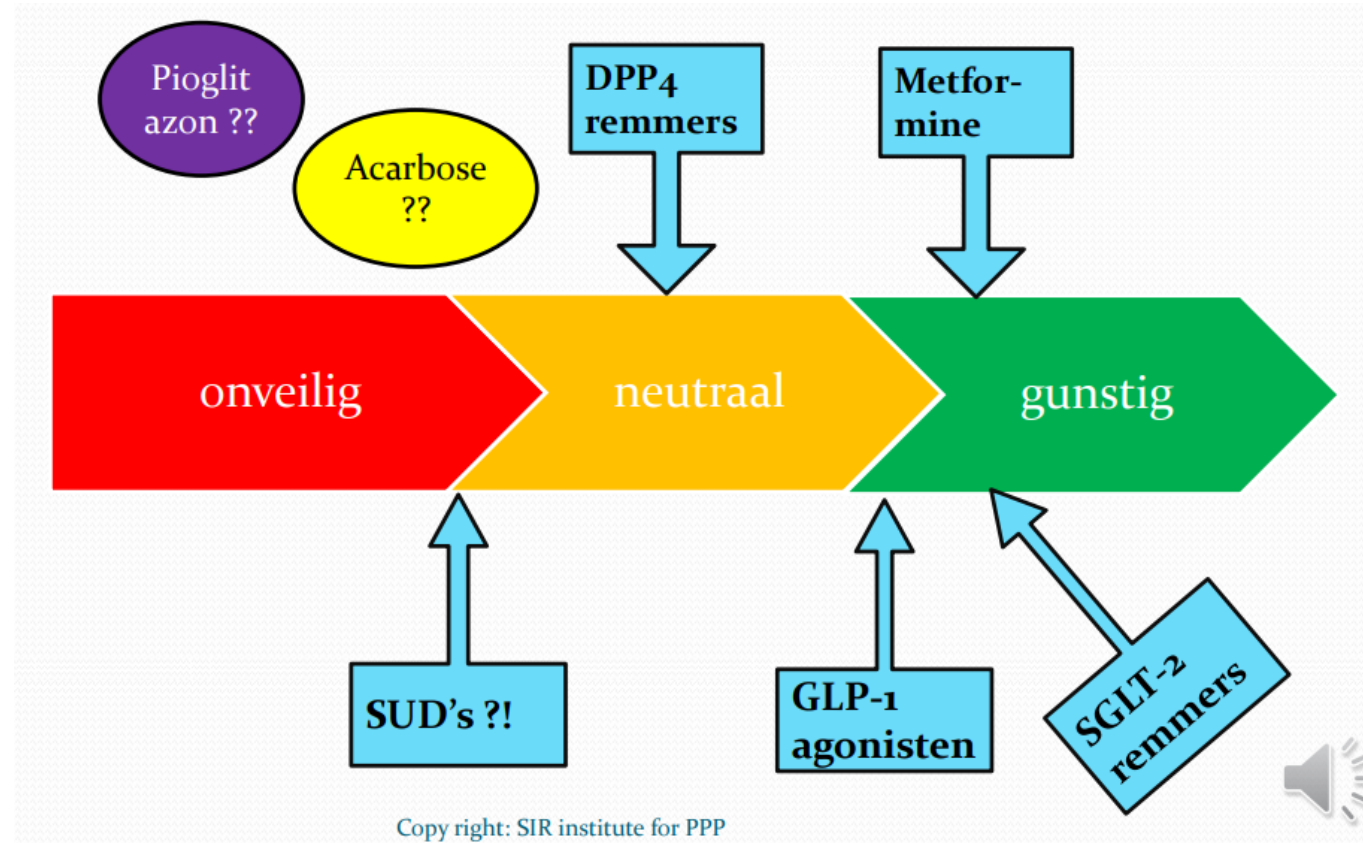 Pioglit
azon ??
Acarbose
??
DPP4
remmers
Metfor-
mine
onveilig
neutraal
gunstig
SUD's ?!
GLP-1
agonisten
SGLT-2
remmers
Copy right: SIR institute for PPP